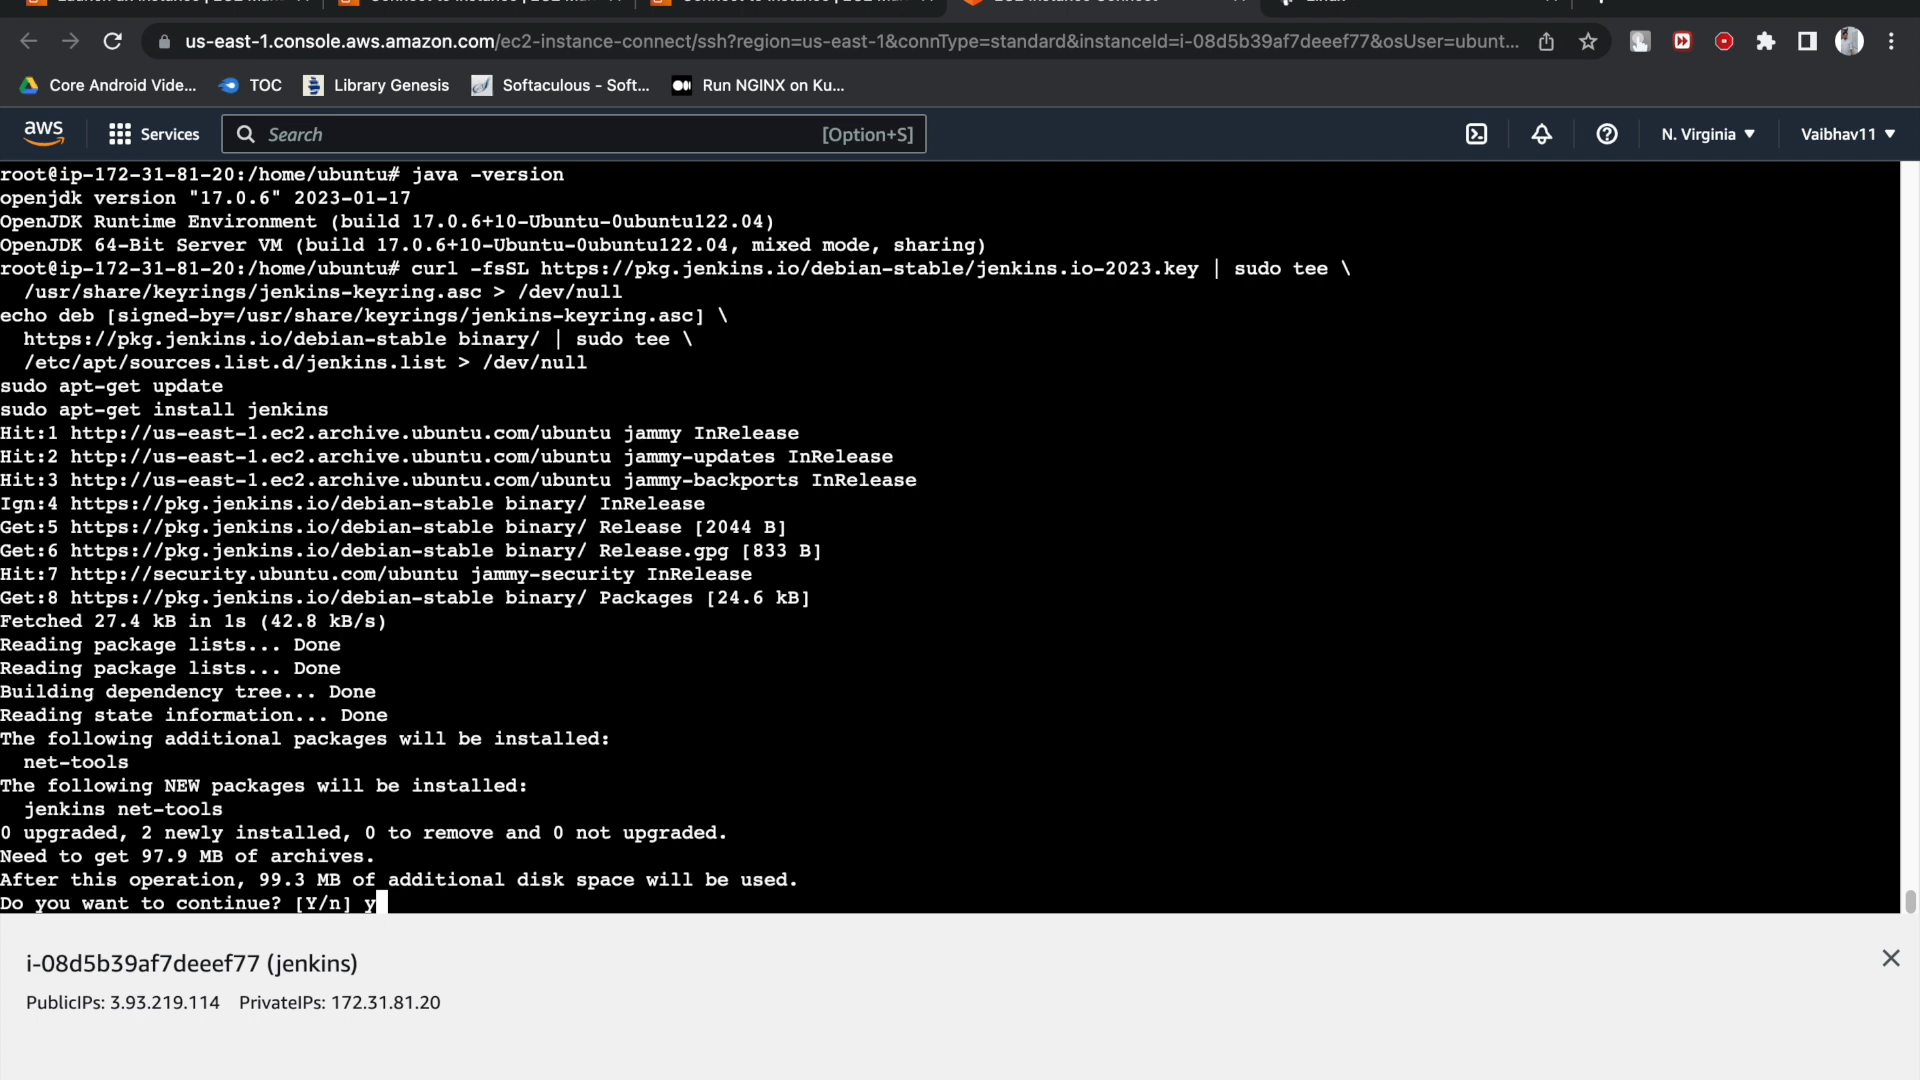 us-east-1.console.aws.amazon.com/ec2-instance-connect/ssh?region=us-east-1&connType=standard&instanceId=i-08d5b39af7deeef77&osUser=ubunt...
Core Android Vide... TOC Library Genesis Softaculous - Soft... Run NGINX on Ku...
aws Services Search [Option+S] N. Virginia ▼ Vaibhav11 ▼
root@ip-172-31-81-20:/home/ubuntu# java -version
openjdk version "17.0.6" 2023-01-17
OpenJDK Runtime Environment (build 17.0.6+10-Ubuntu-0ubuntu122.04)
OpenJDK 64-Bit Server VM (build 17.0.6+10-Ubuntu-0ubuntu122.04, mixed mode, sharing)
root@ip-172-31-81-20:/home/ubuntu# curl -fsSL https://pkg.jenkins.io/debian-stable/jenkins.io-2023.key | sudo tee \
/usr/share/keyrings/jenkins-keyring.asc > /dev/null
echo deb [signed-by=/usr/share/keyrings/jenkins-keyring.asc] \
https://pkg.jenkins.io/debian-stable binary/ | sudo tee \
/etc/apt/sources.list.d/jenkins.list > /dev/null
sudo apt-get update
sudo apt-get install jenkins
Hit:1 http://us-east-1.ec2.archive.ubuntu.com/ubuntu jammy InRelease
Hit:2 http://us-east-1.ec2.archive.ubuntu.com/ubuntu jammy-updates InRelease
Hit:3 http://us-east-1.ec2.archive.ubuntu.com/ubuntu jammy-backports InRelease
Ign:4 https://pkg.jenkins.io/debian-stable binary/ InRelease
Get:5 https://pkg.jenkins.io/debian-stable binary/ Release [2044 B]
Get:6 https://pkg.jenkins.io/debian-stable binary/ Release.gpg [833 B]
Hit:7 http://security.ubuntu.com/ubuntu jammy-security InRelease
Get:8 https://pkg.jenkins.io/debian-stable binary/ Packages [24.6 kB]
Fetched 27.4 kB in 1s (42.8 kB/s)
Reading package lists... Done
Reading package lists... Done
Building dependency tree... Done
Reading state information... Done
The following additional packages will be installed:
net-tools
The following NEW packages will be installed:
jenkins net-tools
0 upgraded, 2 newly installed, 0 to remove and 0 not upgraded.
Need to get 97.9 MB of archives.
After this operation, 99.3 MB of additional disk space will be used.
Do you want to continue? [Y/n] y
i-08d5b39af7deeef77 (jenkins)
PublicIPs: 3.93.219.114 PrivateIPs: 172.31.81.20